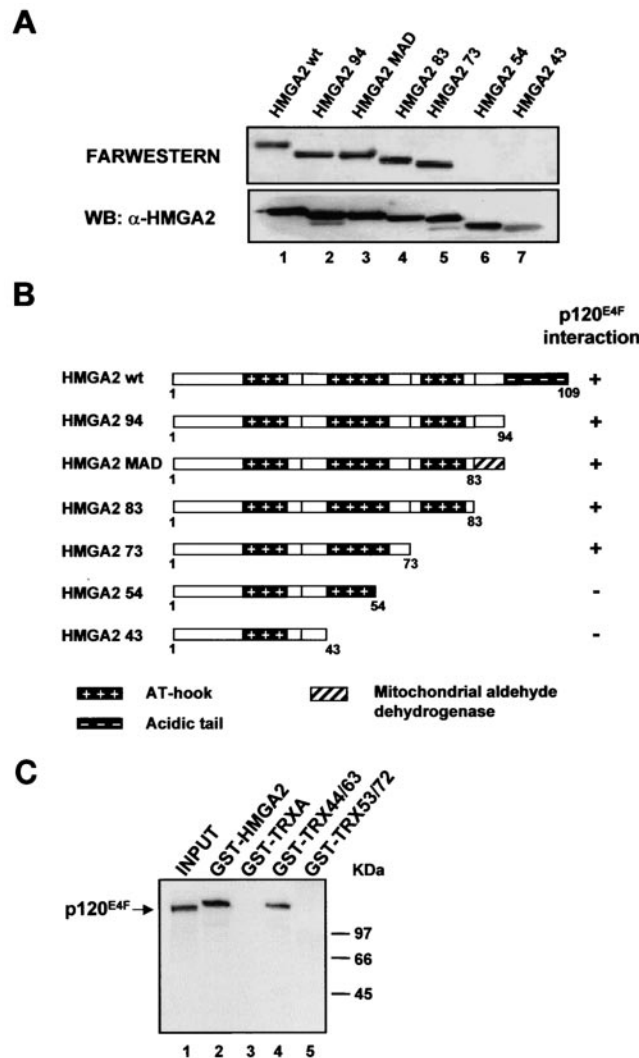 A
HMGA2 wt
HMGA2 94
HMGA2 MAD
HMGA2 83
HMGA2 73
HMGA2 54
HMGA2 43
FARWESTERN
WB: α-HMGA2
1 2 3 4 5 6 7
B
p120E4F
interaction
HMGA2 wt +++ ++++ +++ - - - - +
1 109
HMGA2 94 +++ ++++ +++ +
1 94
HMGA2 MAD +++ ++++ +++ +
1 83
HMGA2 83 +++ ++++ +++ +
1 83
HMGA2 73 +++ ++++ +
1 73
HMGA2 54 +++ +++ -
1 54
HMGA2 43 +++ -
1 43
+++ AT-hook
Mitochondrial aldehyde
dehydrogenase
- - - Acidic tail
C
INPUT
GST-HMGA2
GST-TRXA
GST-TRX44/63
GST-TRX53/72
KDa
p120E4F
97
66
45
1 2 3 4 5